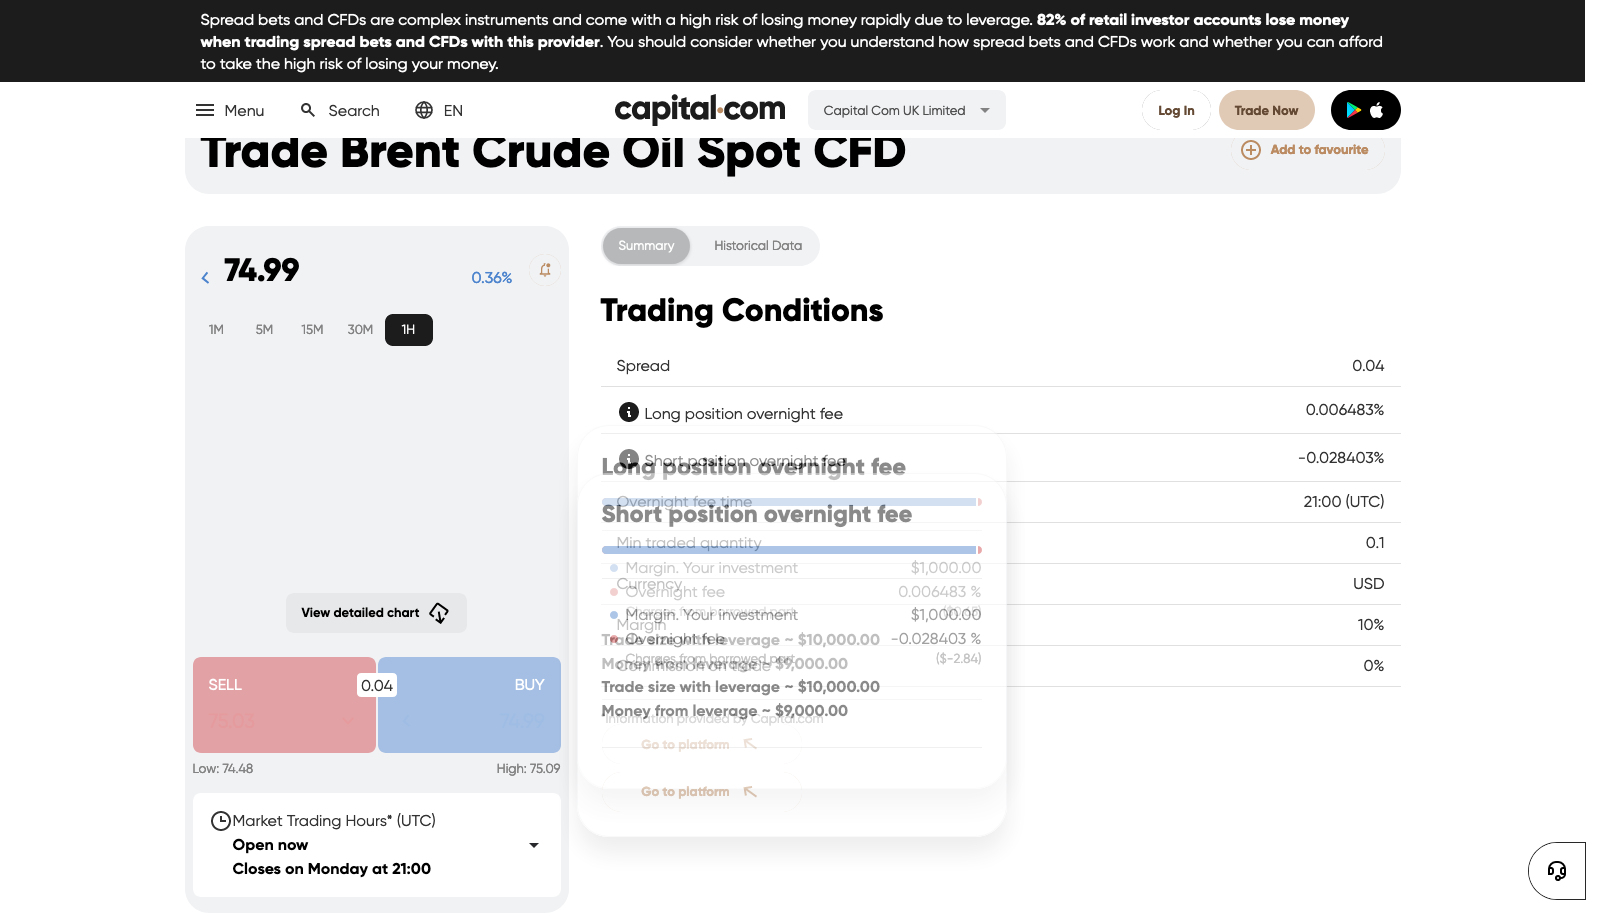 Spread bets and CFDs are complex instruments and come with a high risk of losing money rapidly due to leverage. 82% of retail investor accounts lose money
when trading spread bets and CFDs with this provider. You should consider whether you understand how spread bets and CFDs work and whether you can afford
to take the high risk of losing your money.
Menu
Search
EN
capital.com
Capital Com UK Limited
Log In
Trade Now
Trade Brent Crude Oil Spot CFD
Add to favourite
74.99
0.36%
1M 5M 15M 30M 1H
View detailed chart
SELL
0.04
BUY
75.03
Low: 74.48
High: 75.09
Market Trading Hours* (UTC)
Open now
Closes on Monday at 21:00
Summary
Historical Data
Trading Conditions
Spread 0.04
Long position overnight fee 0.006483%
Short position overnight fee -0.028403%
Overnight fee time 21:00 (UTC)
Min traded quantity 0.1
Currency USD
Margin 10%
Commission on trade 0%
Information provided by Capital.com
Long position overnight fee
Margin. Your investment $1,000.00
Overnight fee 0.006483 %
Charges from borrowed part
Trade size with leverage ~ $10,000.00
Money from leverage ~ $9,000.00
Go to platform
Short position overnight fee
Margin. Your investment $1,000.00
Overnight fee -0.028403 %
Charges from borrowed part ($-2.84)
Trade size with leverage ~ $10,000.00
Money from leverage ~ $9,000.00
Go to platform